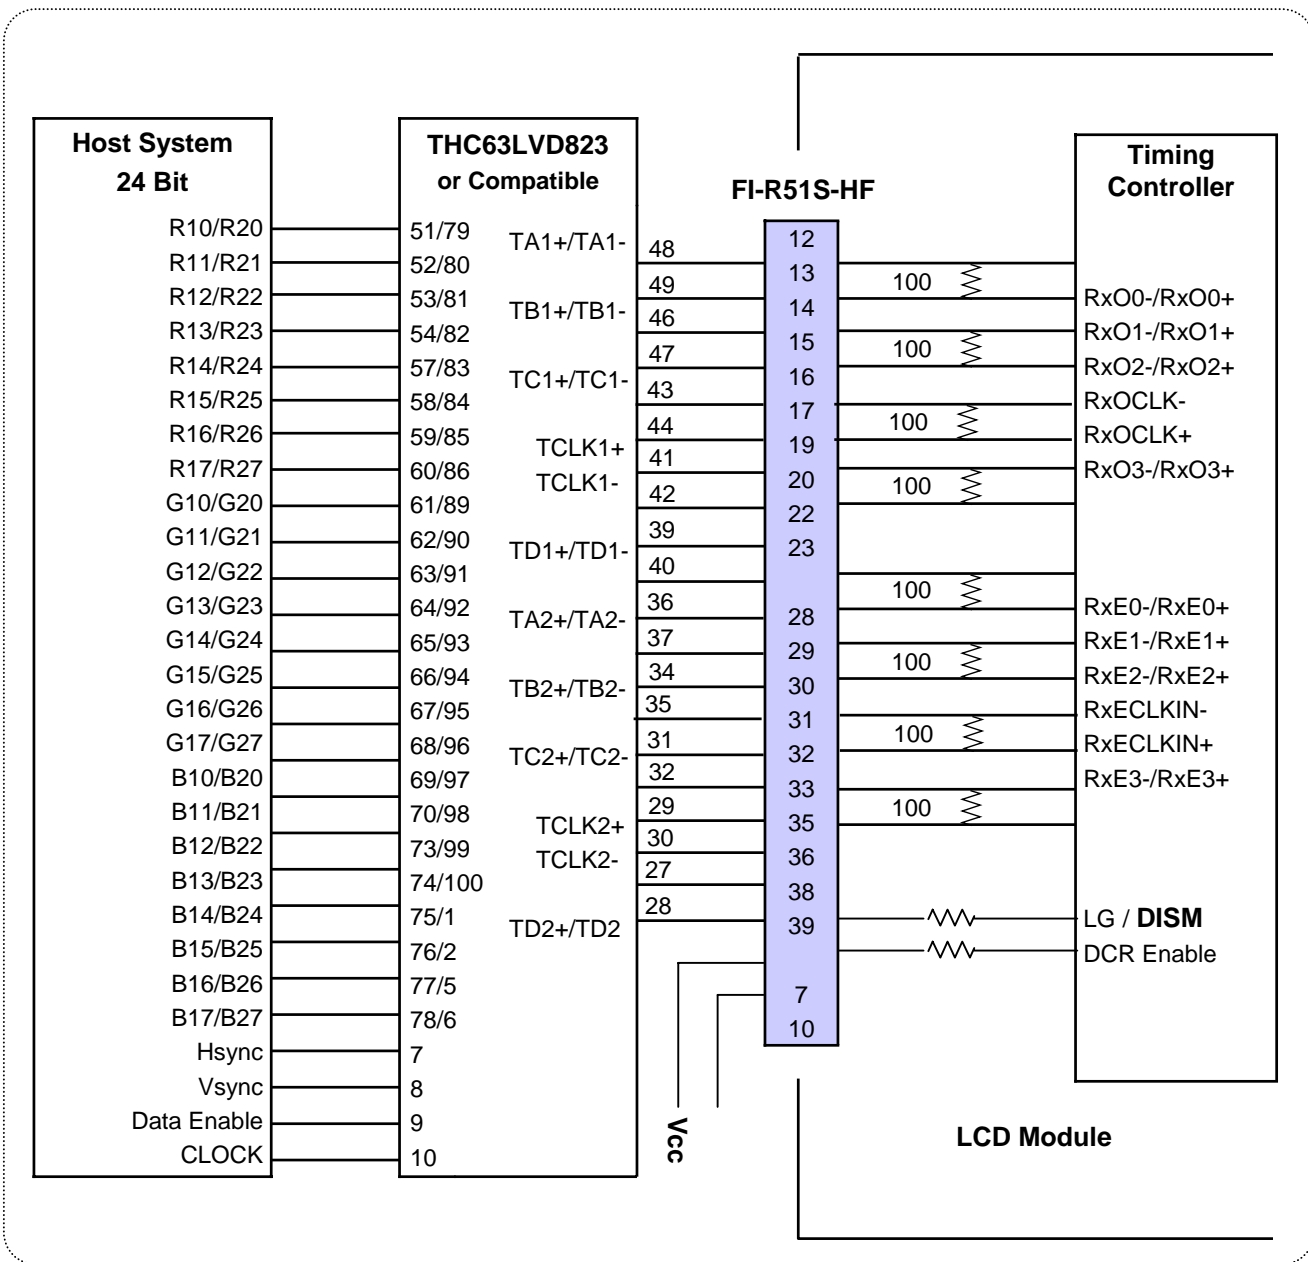 Host System
24 Bit
R10/R20
R11/R21
R12/R22
R13/R23
R14/R24
R15/R25
R16/R26
R17/R27
G10/G20
G11/G21
G12/G22
G13/G23
G14/G24
G15/G25
G16/G26
G17/G27
B10/B20
B11/B21
B12/B22
B13/B23
B14/B24
B15/B25
B16/B26
B17/B27
Hsync
Vsync
Data Enable
CLOCK
THC63LVD823
or Compatible
51/79
52/80
53/81
54/82
57/83
58/84
59/85
60/86
61/89
62/90
63/91
64/92
65/93
66/94
67/95
68/96
69/97
70/98
73/99
74/100
75/1
76/2
77/5
78/6
7
8
9
10
TA1+/TA1-
TB1+/TB1-
TC1+/TC1-
TCLK1+
TCLK1-
TD1+/TD1-
TA2+/TA2-
TB2+/TB2-
TC2+/TC2-
TCLK2+
TCLK2-
TD2+/TD2
48
49
46
47
43
44
41
42
39
40
36
37
34
35
31
32
29
30
27
28
Vcc
FI-R51S-HF
12
13
14
15
16
17
19
20
22
23
28
29
30
31
32
33
35
36
38
39
7
10
100
100
100
100
100
100
100
100
Timing
Controller
RxO0-/RxO0+
RxO1-/RxO1+
RxO2-/RxO2+
RxOCLK-
RxOCLK+
RxO3-/RxO3+
RxE0-/RxE0+
RxE1-/RxE1+
RxE2-/RxE2+
RxECLKIN-
RxECLKIN+
RxE3-/RxE3+
LG / DISM
DCR Enable
LCD Module